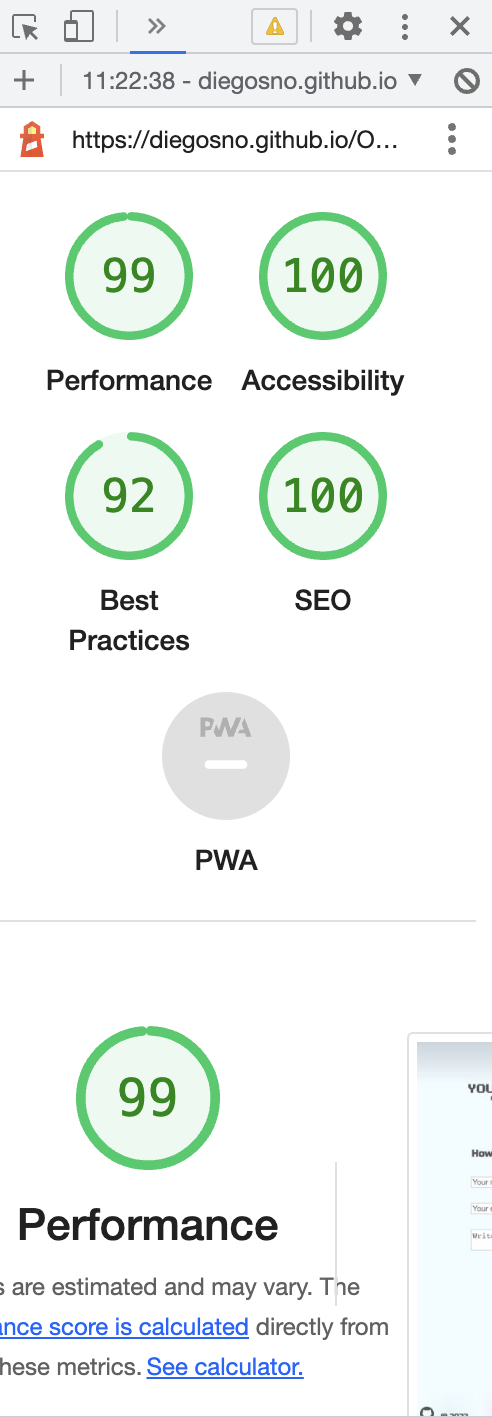 11:22:38 - diegosno.github.io
https://diegosno.github.io/O…
99
100
Performance
Accessibility
92
100
Best
Practices
SEO
PWA
PWA
99
Performance
s are estimated and may vary. The
ance score is calculated directly from
hese metrics. See calculator.
YOU
How
Your
Your
Writ